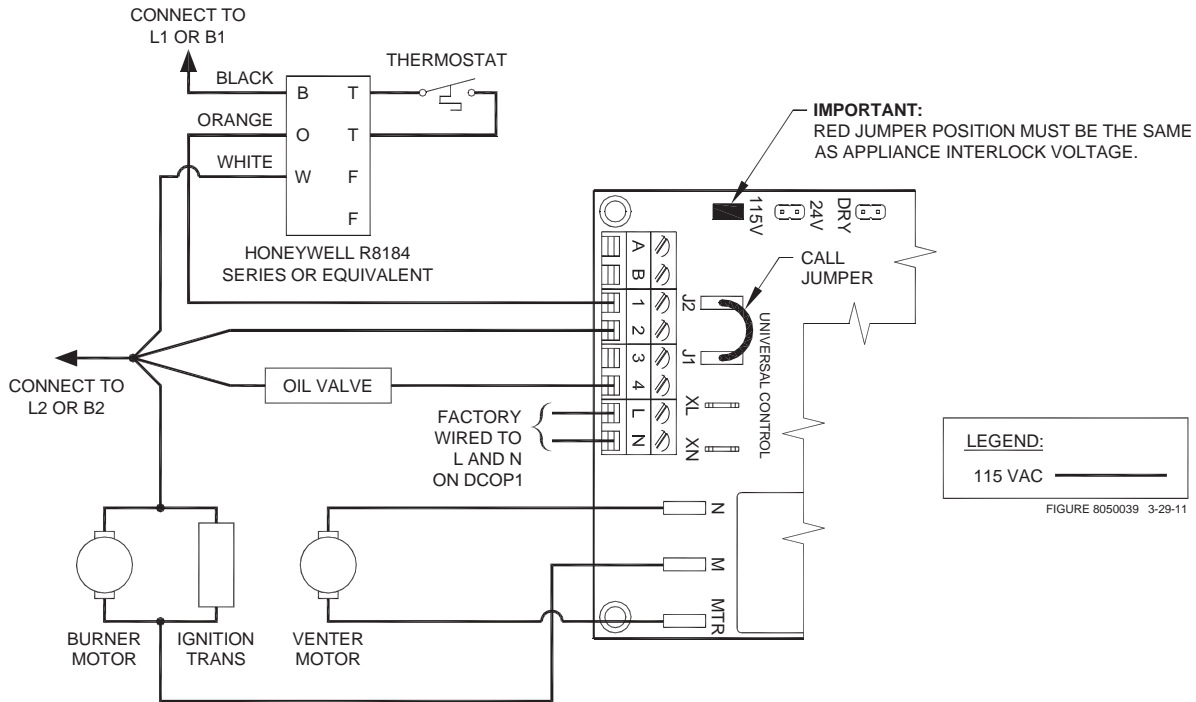 CONNECT TO
L1 OR B1
THERMOSTAT
BLACK
B T
ORANGE
O T
WHITE
W F
F
HONEYWELL R8184
SERIES OR EQUIVALENT
IMPORTANT:
RED JUMPER POSITION MUST BE THE SAME
AS APPLIANCE INTERLOCK VOLTAGE.
115V
24V
DRY
CALL
JUMPER
A
B
1
2
3
4
L
N
J2
J1
XL
XN
UNIVERSAL CONTROL
CONNECT TO
L2 OR B2
OIL VALVE
FACTORY
WIRED TO
L AND N
ON DCOP1
LEGEND:
115 VAC
FIGURE 8050039 3-29-11
N
M
MTR
BURNER
MOTOR
IGNITION
TRANS
VENTER
MOTOR